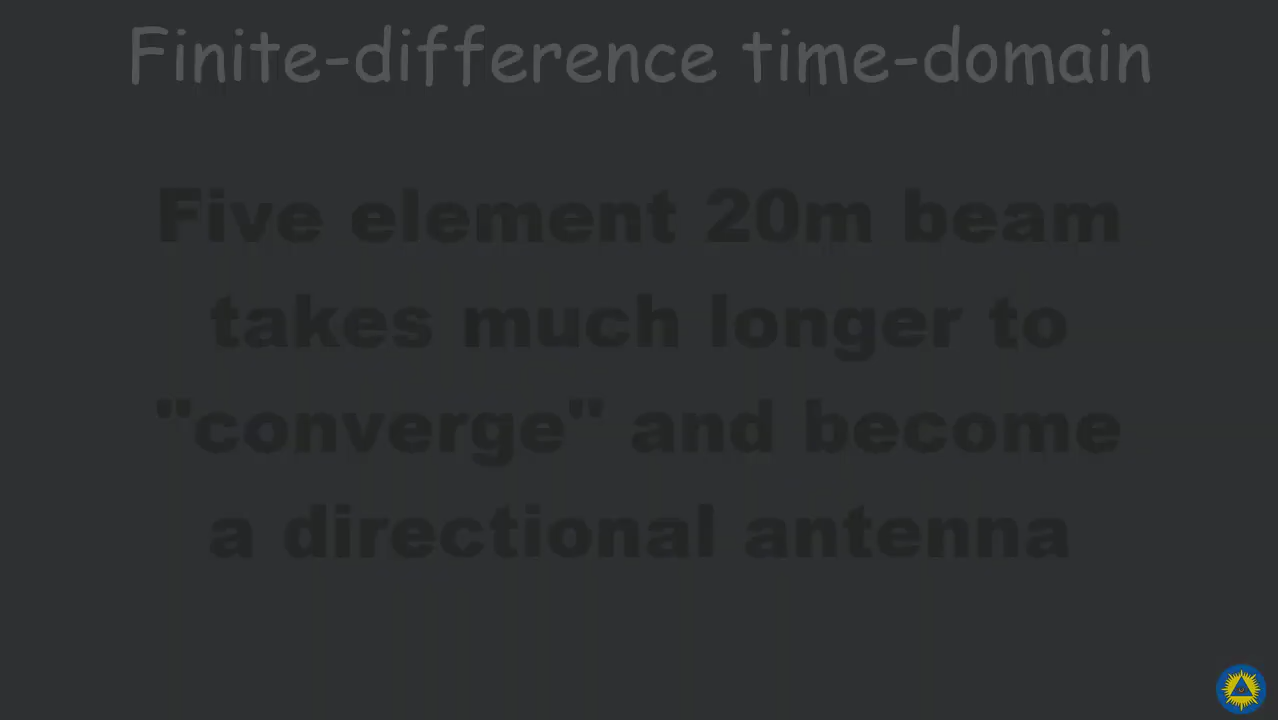 Finite-difference time-domain
Five element 20m beam
takes much longer to
"converge" and become
a directional antenna